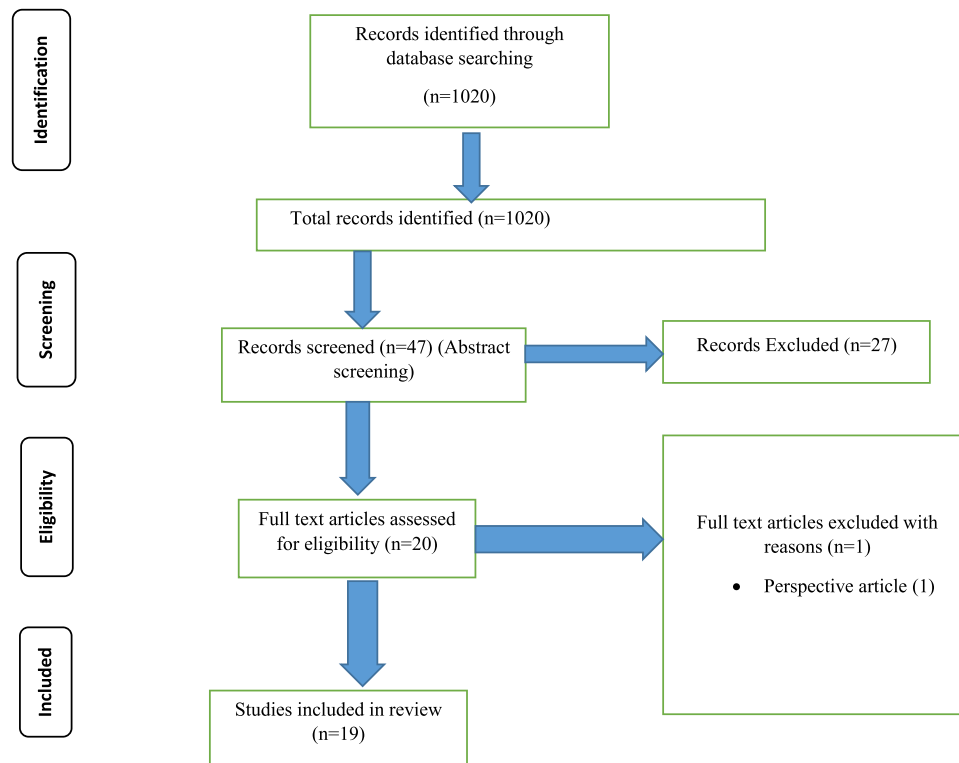 Identification
Records identified through
database searching
(n=1020)
Total records identified (n=1020)
Screening
Records screened (n=47) (Abstract
screening)
Records Excluded (n=27)
Eligibility
Full text articles assessed
for eligibility (n=20)
Full text articles excluded with
reasons (n=1)
• Perspective article (1)
Included
Studies included in review
(n=19)